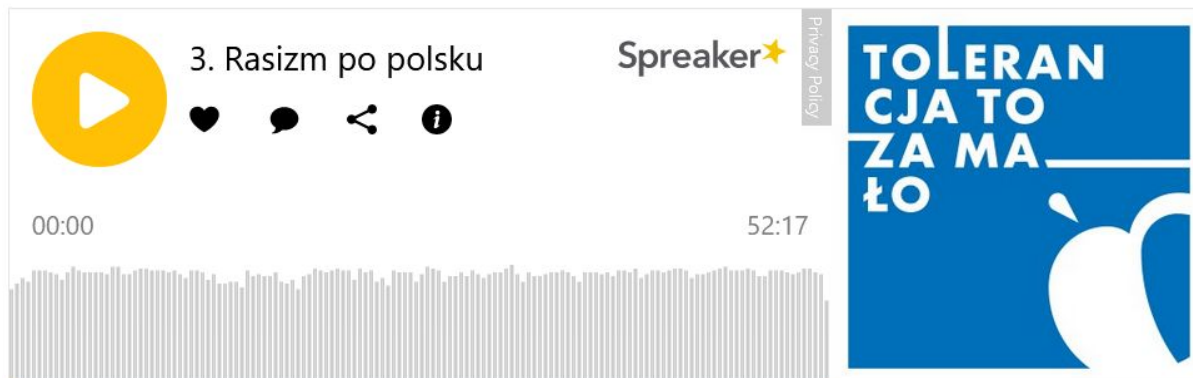 3. Rasizm po polsku
Spreaker
Privacy Policy
00:00
52:17
TOLERAN
CJA TO
ZA MA
ŁO